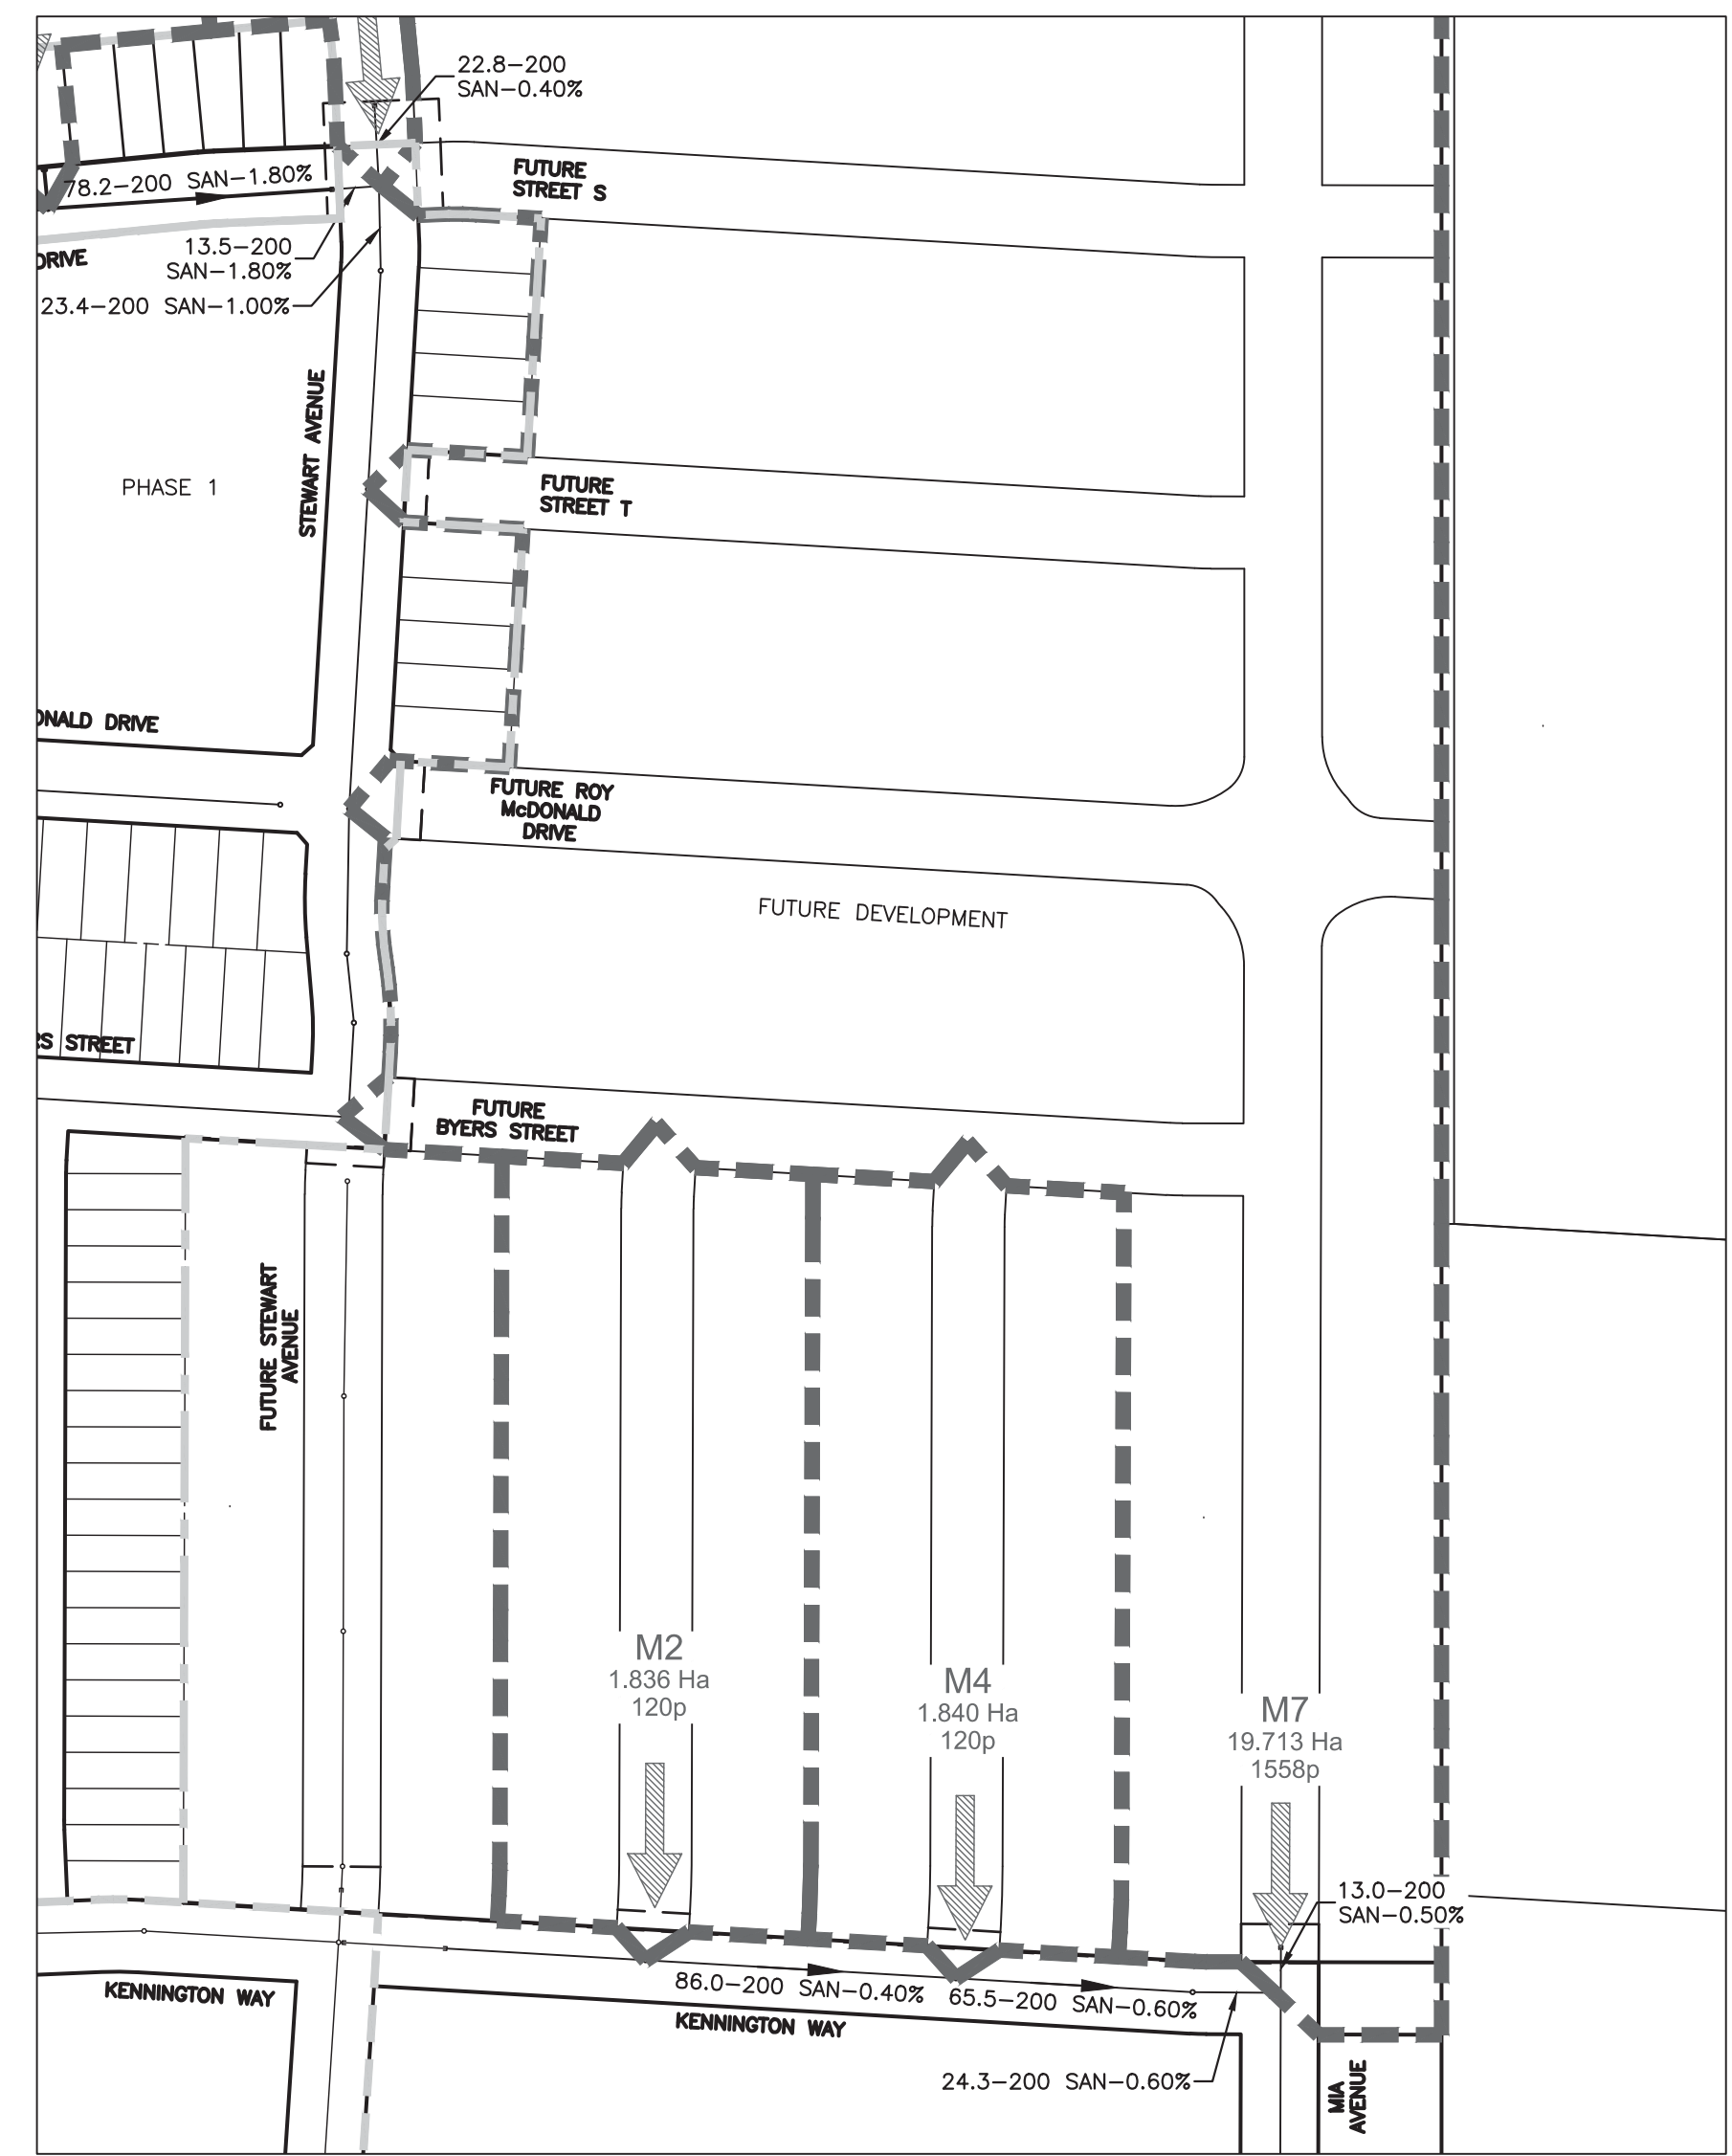 22.8-200
SAN-0.40%
FUTURE
STREET S
78.2-200 SAN-1.80%
13.5-200
SAN-1.80%
DRIVE
23.4-200 SAN-1.00%
STEWART AVENUE
PHASE 1
FUTURE
STREET T
ONALD DRIVE
FUTURE ROY
McDONALD
DRIVE
FUTURE DEVELOPMENT
RS STREET
FUTURE
BYERS STREET
FUTURE STEWART
AVENUE
M2
1.836 Ha
120p
M4
1.840 Ha
120p
M7
19.713 Ha
1558p
13.0-200
SAN-0.50%
86.0-200 SAN-0.40%
65.5-200 SAN-0.60%
KENNINGTON WAY
KENNINGTON WAY
24.3-200 SAN-0.60%
MIA
AVENUE